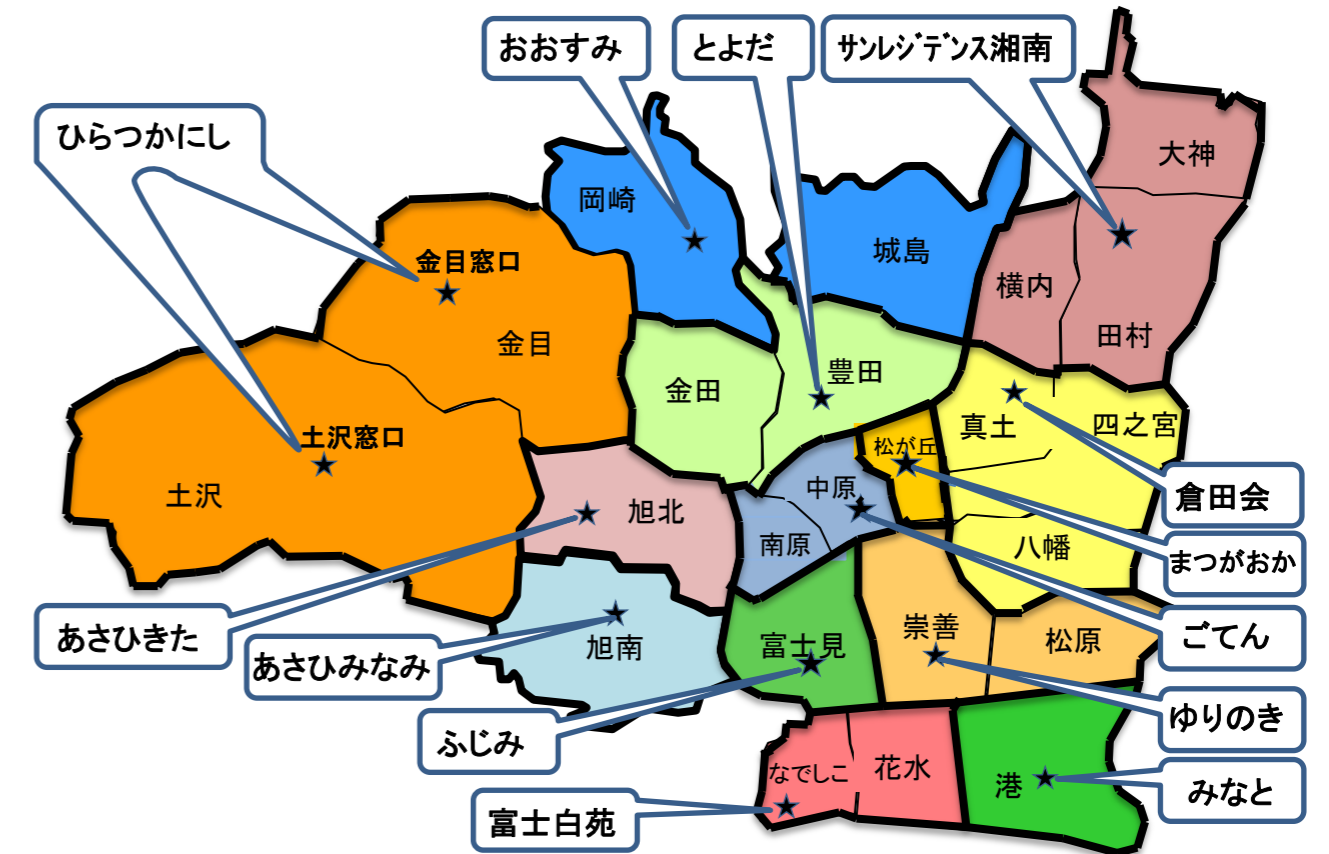 おおすみ
とよだ
サンレジデンス湘南
ひらつかにし
大神
岡崎
城島
金目窓口
横内
金目
田村
豊田
金田
真土
四之宮
土沢窓口
松が丘
土沢
中原
倉田会
旭北
南原
八幡
まつがおか
あさひきた
崇善
松原
ごてん
あさひみなみ
旭南
富士見
ふじみ
ゆりのき
なでしこ
花水
港
みなと
富士白苑